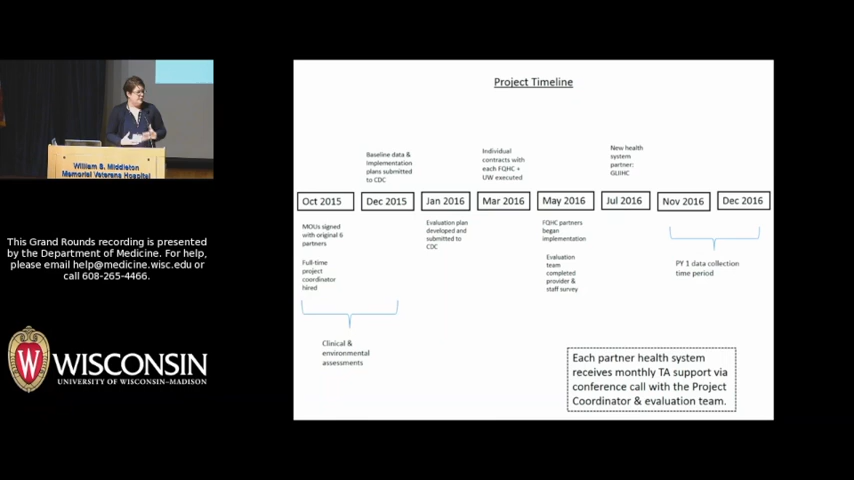 William S. Middleton
Memorial Veterans Hospital
This Grand Rounds recording is presented
by the Department of Medicine. For help,
please email help@medicine.wisc.edu or
call 608-265-4466.
W
WISCONSIN
UNIVERSITY OF WISCONSIN–MADISON
Project Timeline
Baseline data &
Implementation
plans submitted
to CDC
Individual
contracts with
each FQHC +
UW executed
New health
system
partner:
GLIIHC
Oct 2015
Dec 2015
Jan 2016
Mar 2016
May 2016
Jul 2016
Nov 2016
Dec 2016
MOUs signed
with original 6
partners
Full-time
project
coordinator
hired
Evaluation plan
developed and
submitted to
CDC
FQHC partners
began
implementation
Evaluation
team
completed
provider &
staff survey
PY 1 data collection
time period
Clinical &
environmental
assessments
Each partner health system
receives monthly TA support via
conference call with the Project
Coordinator & evaluation team.